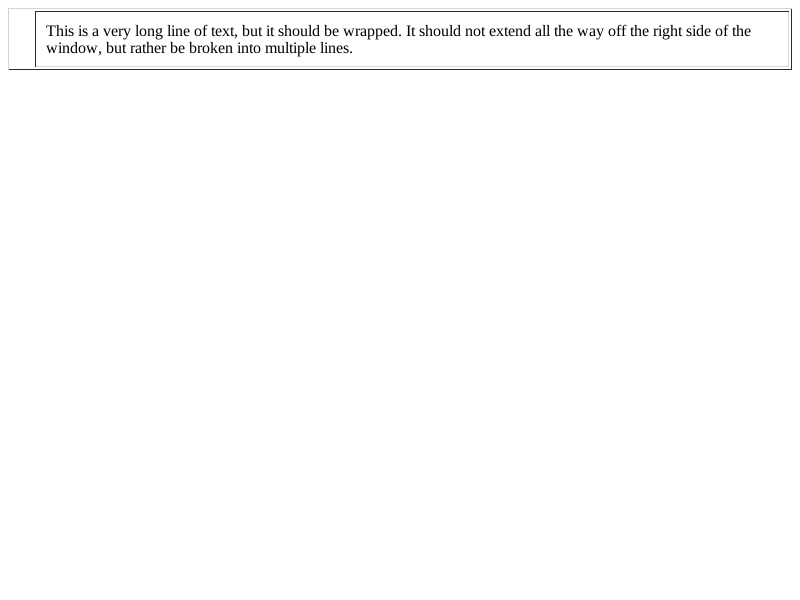 This is a very long line of text, but it should be wrapped. It should not extend all the way off the right side of the
window, but rather be broken into multiple lines.